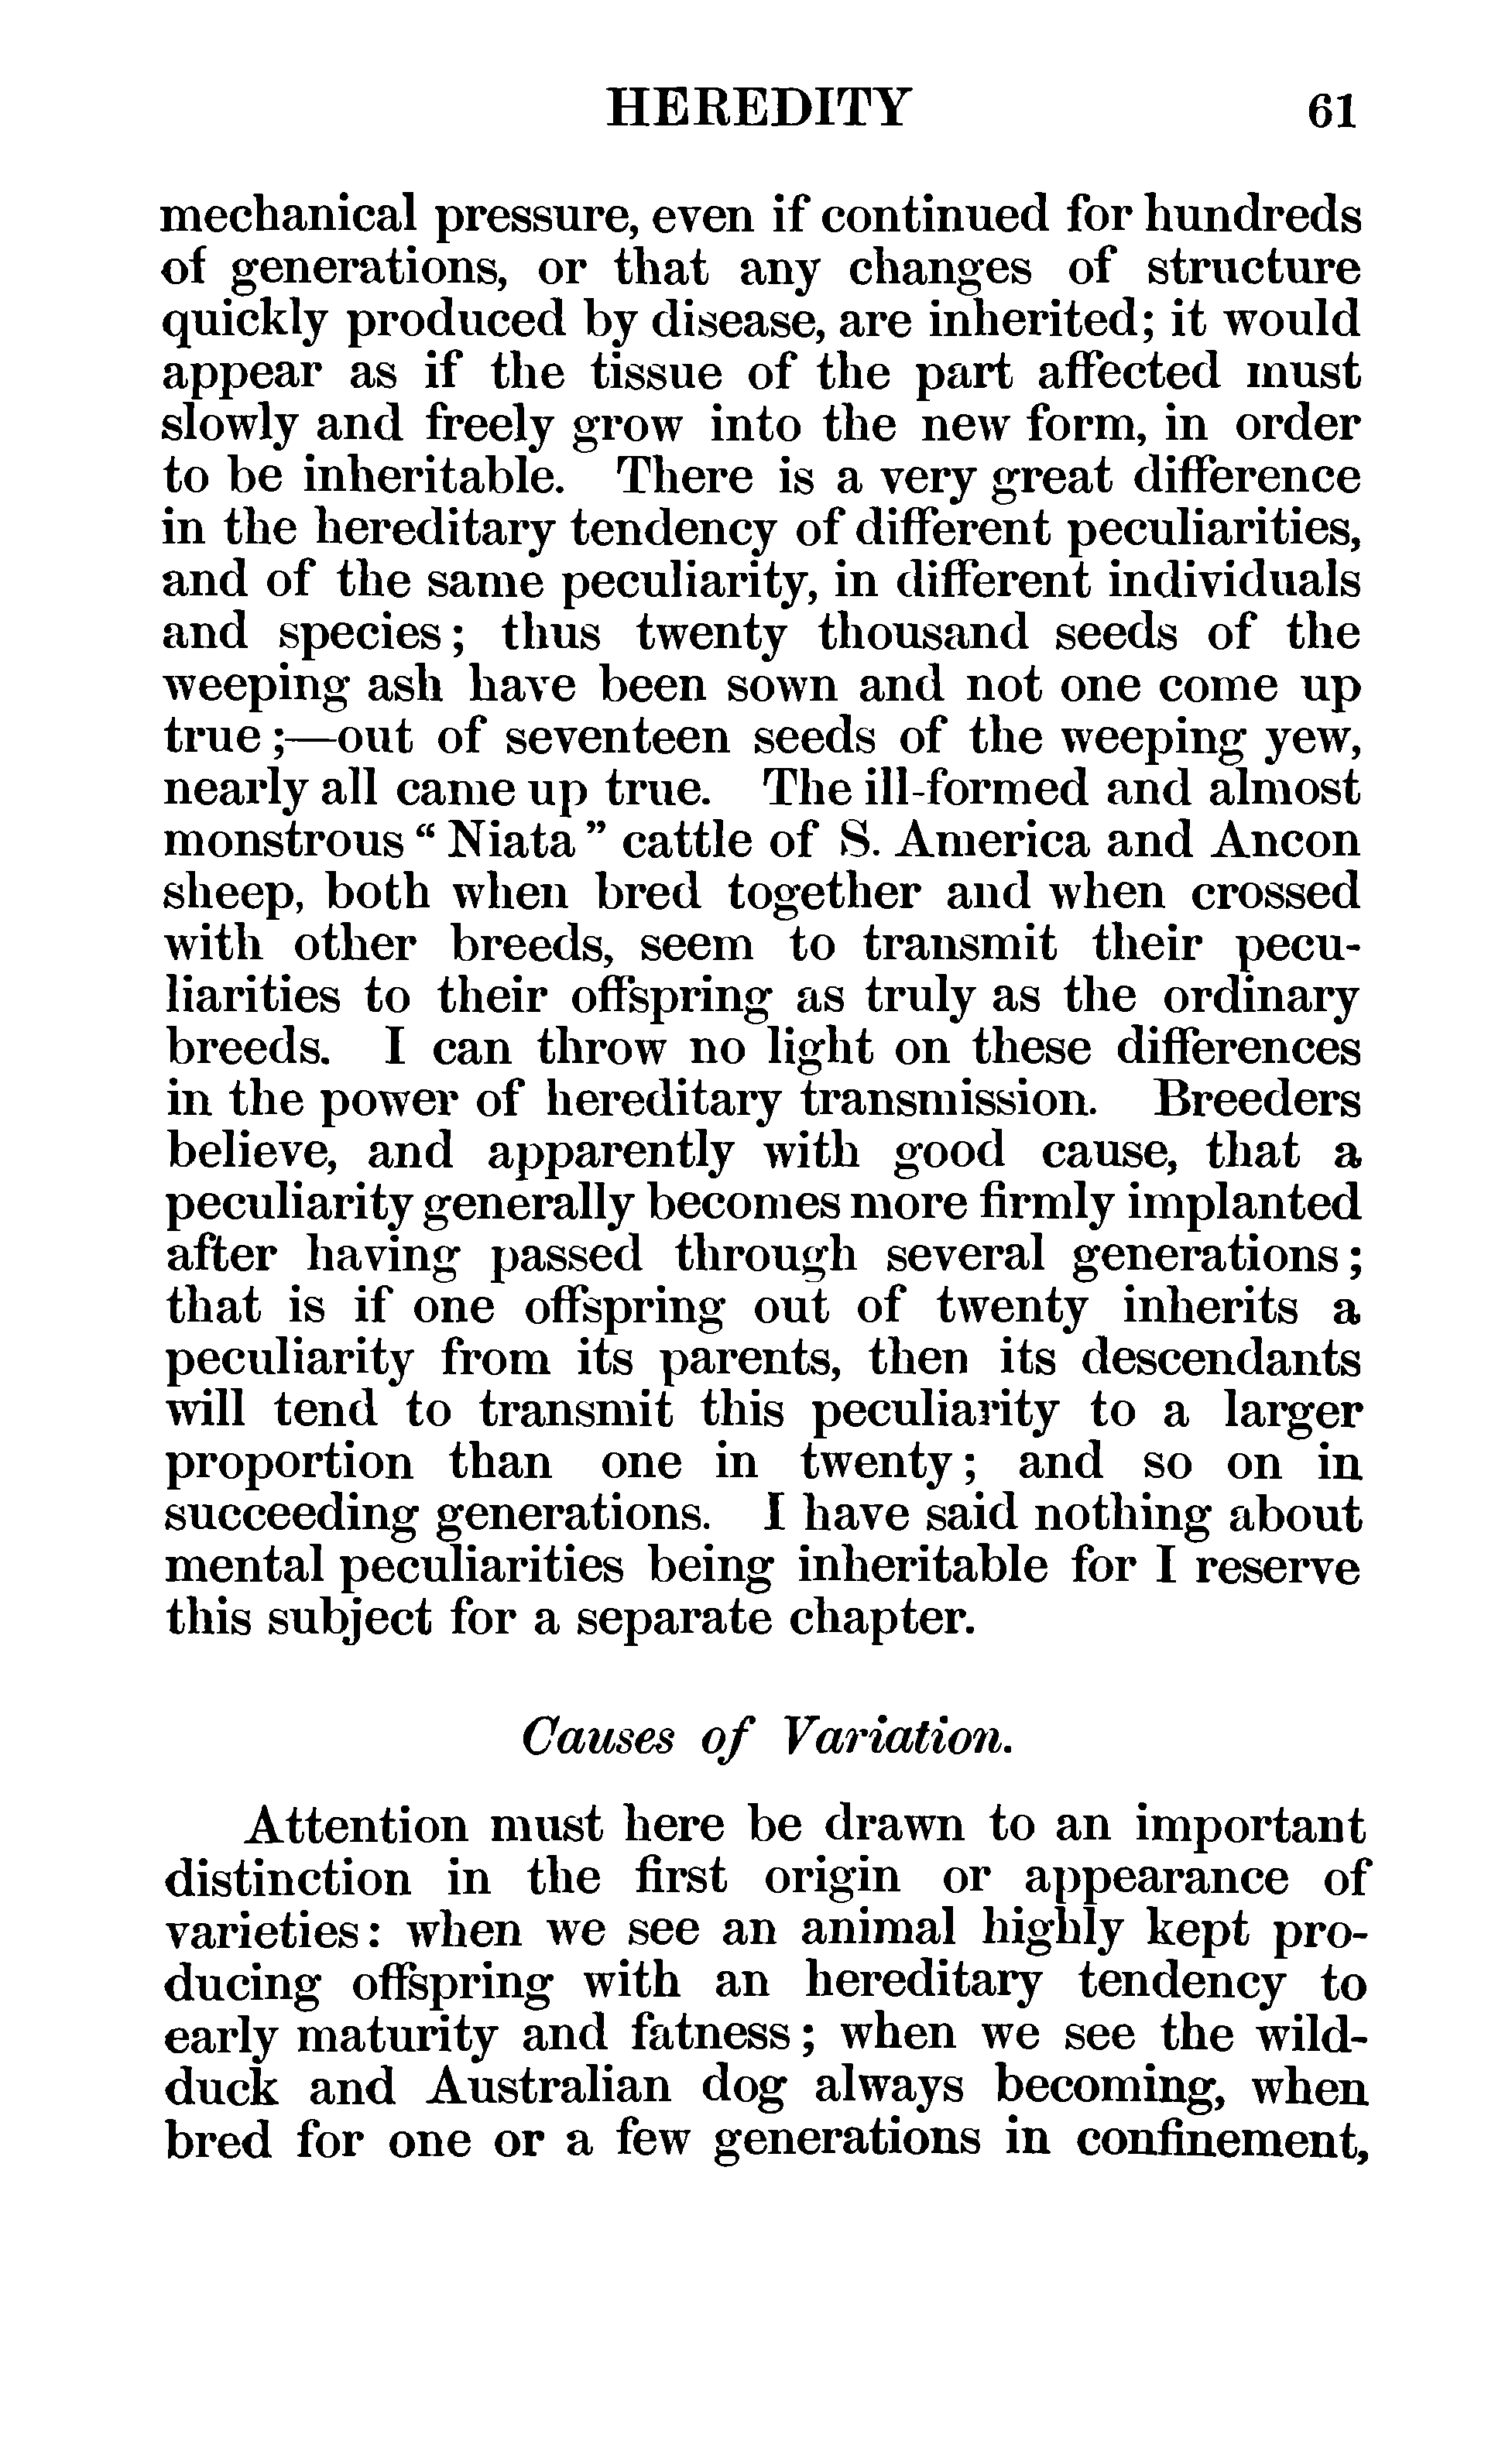 HEREDITY 61
mechanical pressure, even if continued for hundreds
of generations, or that any changes of structure
quickly produced by disease, are inherited; it would
appear as if the tissue of the part affected must
slowly and freely grow into the new form, in order
to be inheritable. There is a very great difference
in the hereditary tendency of different peculiarities,
and of the same peculiarity, in different individuals
and species; thus twenty thousand seeds of the
weeping ash have been sown and not one come up
true;—out of seventeen seeds of the weeping yew,
nearly all came up true. The ill-formed and almost
monstrous “Niata” cattle of S. America and Ancon
sheep, both when bred together and when crossed
with other breeds, seem to transmit their pecu-
liarities to their offspring as truly as the ordinary
breeds. I can throw no light on these differences
in the power of hereditary transmission. Breeders
believe, and apparently with good cause, that a
peculiarity generally becomes more firmly implanted
after having passed through several generations;
that is if one offspring out of twenty inherits a
peculiarity from its parents, then its descendants
will tend to transmit this peculiarity to a larger
proportion than one in twenty; and so on in
succeeding generations. I have said nothing about
mental peculiarities being inheritable for I reserve
this subject for a separate chapter.
Causes of Variation.
Attention must here be drawn to an important
distinction in the first origin or appearance of
varieties: when we see an animal highly kept pro-
ducing offspring with an hereditary tendency to
early maturity and fatness; when we see the wild-
duck and Australian dog always becoming, when
bred for one or a few generations in confinement,